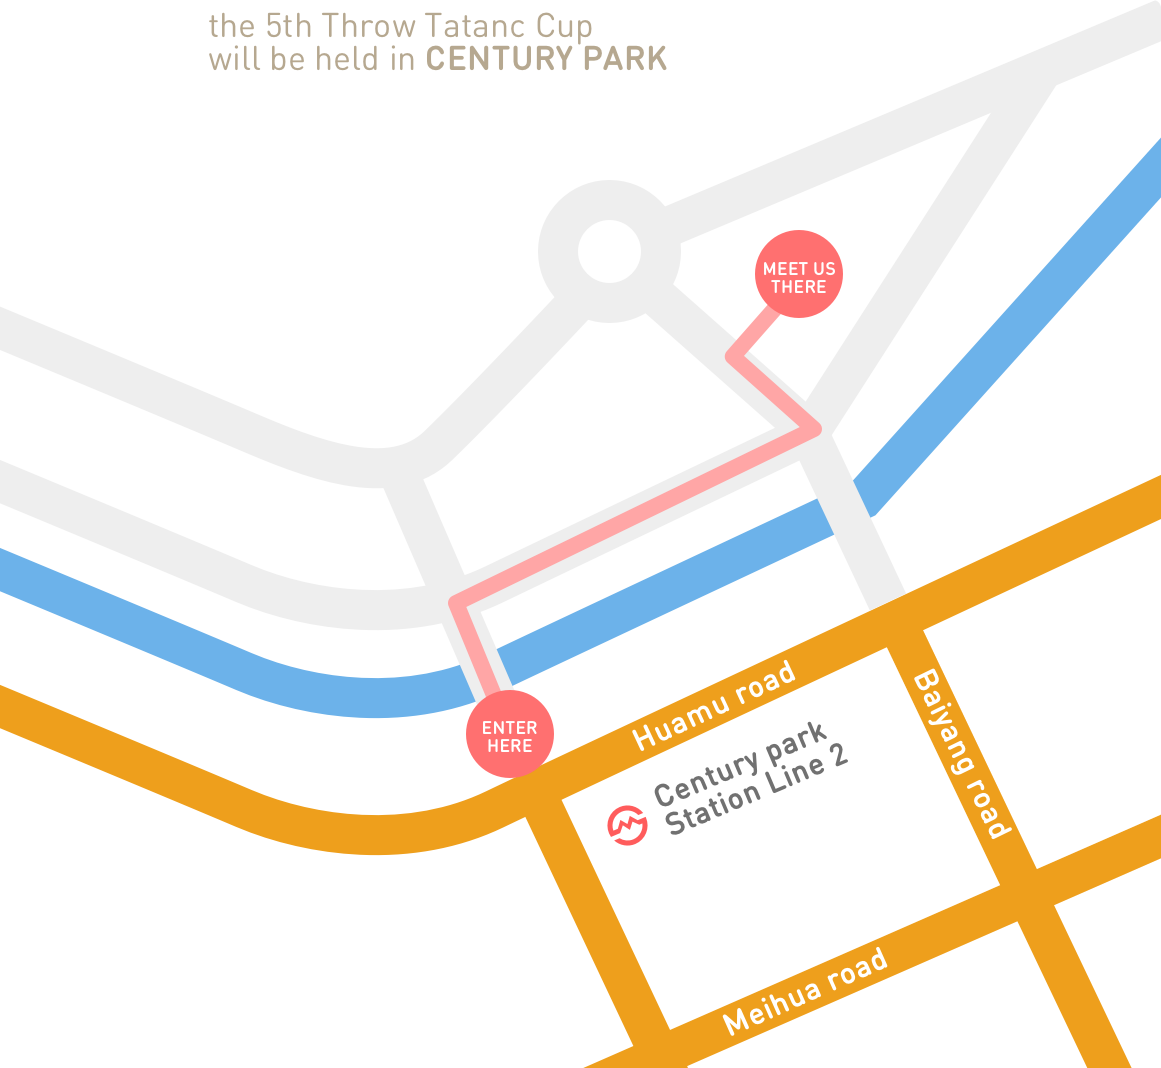 the 5th Throw Tatanc Cup
will be held in CENTURY PARK
MEET US
THERE
ENTER
HERE
Huamu road
Century park
Station Line 2
Baiyang road
Meihua road